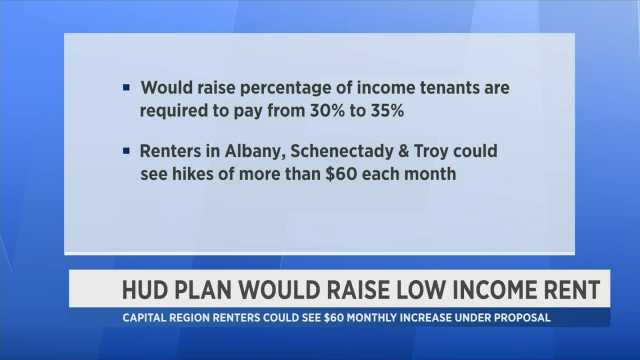 Would raise percentage of income tenants are
required to pay from 30% to 35%
Renters in Albany, Schenectady & Troy could
see hikes of more than $60 each month
HUD PLAN WOULD RAISE LOW INCOME RENT
CAPITAL REGION RENTERS COULD SEE $60 MONTHLY INCREASE UNDER PROPOSAL